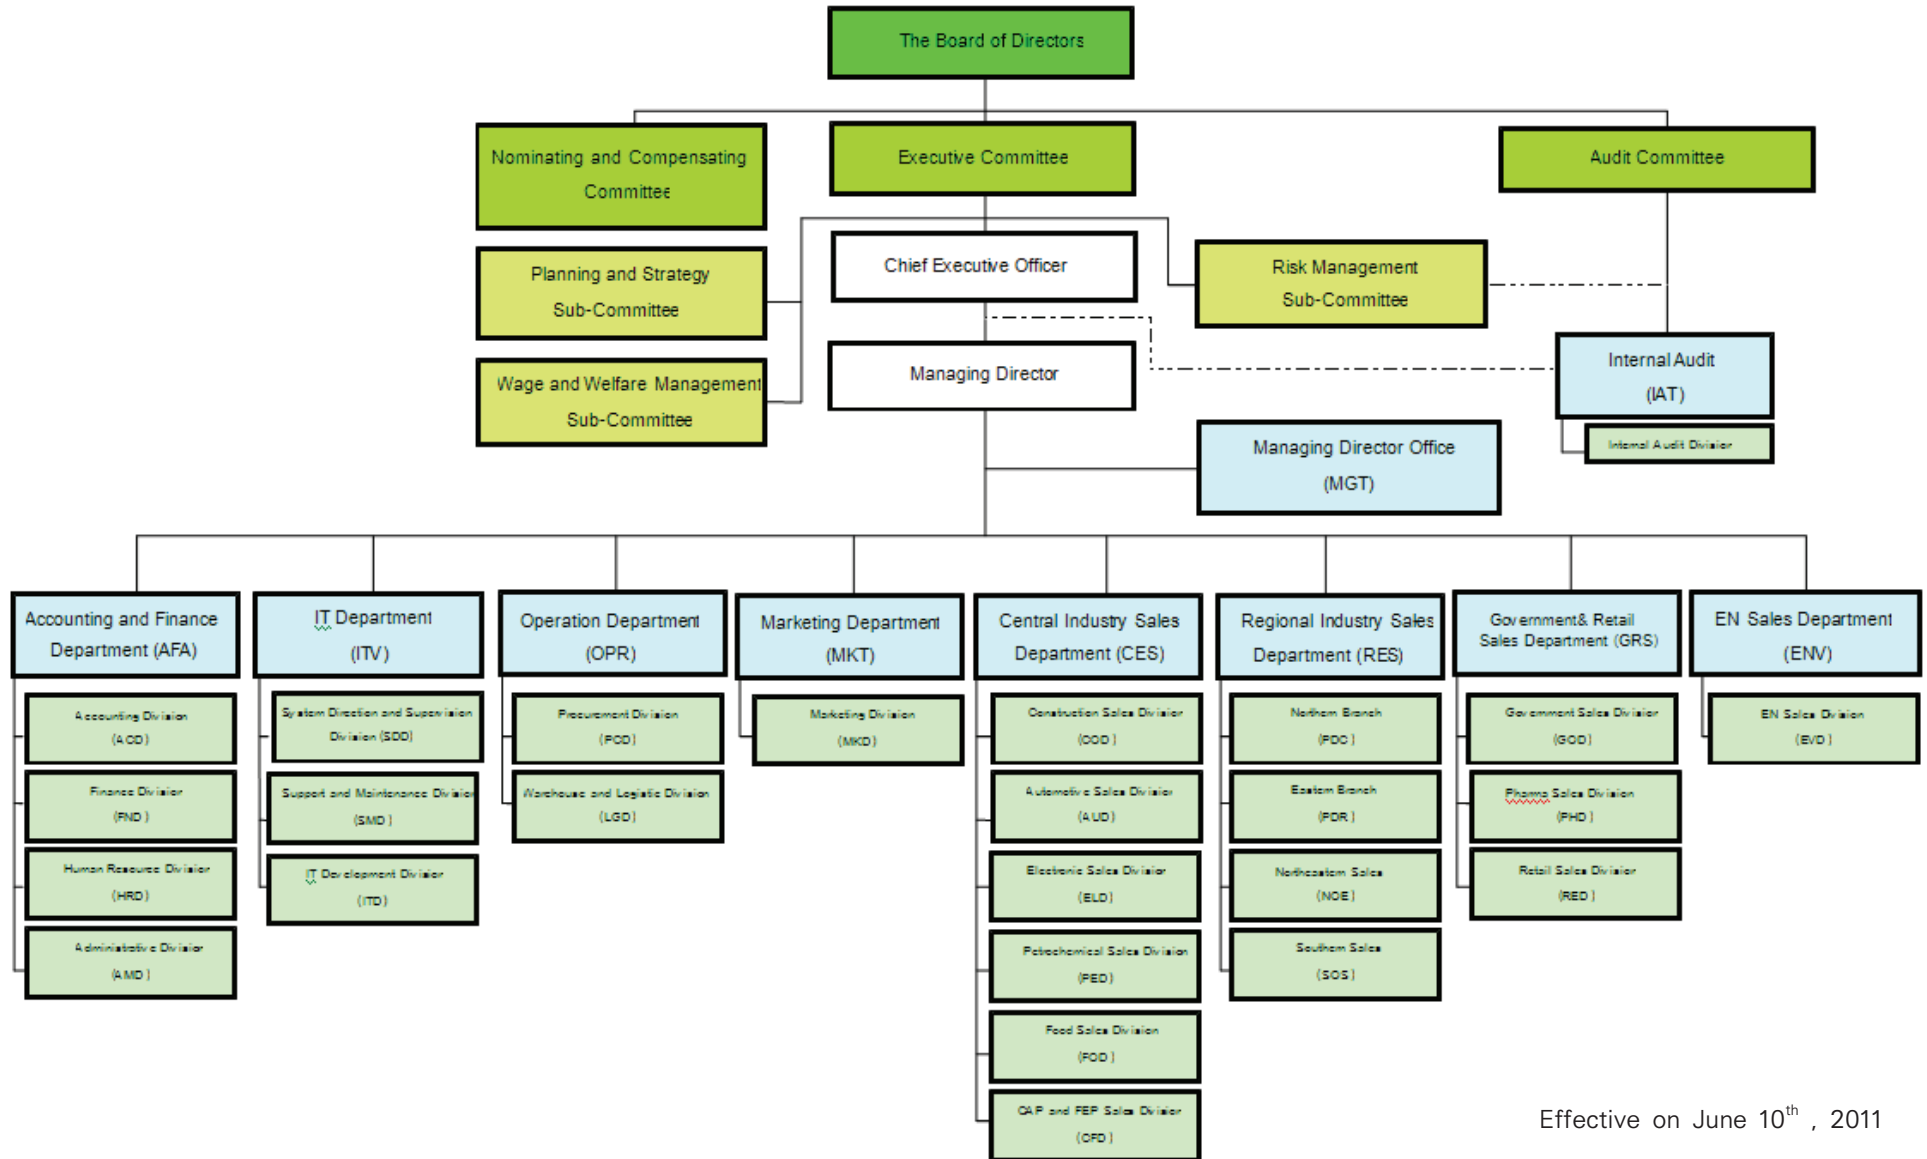 The Board of Directors
Nominating and Compensating
Committee
Executive Committee
Audit Committee
Planning and Strategy
Sub-Committee
Chief Executive Officer
Risk Management
Sub-Committee
Wage and Welfare Management
Sub-Committee
Managing Director
Internal Audit
(IAT)
Internal Audit Division
Managing Director Office
(MGT)
Accounting and Finance
Department (AFA)
IT Department
(ITV)
Operation Department
(OPR)
Marketing Department
(MKT)
Central Industry Sales
Department (CES)
Regional Industry Sales
Department (RES)
Government& Retail
Sales Department (GRS)
EN Sales Department
(ENV)
Accounting Division
(ACD)
Finance Division
(FND)
Human Resource Division
(HRD)
Administrative Division
(AMD)
System Direction and Supervision
Division (SDD)
Support and Maintenance Division
(SMD)
IT Development Division
(ITD)
Procurement Division
(PCD)
Warehouse and Logistic Division
(LGD)
Marketing Division
(MKD)
Construction Sales Division
(COD)
Automotive Sales Division
(AUD)
Electronic Sales Division
(ELD)
Petrochemical Sales Division
(PED)
Food Sales Division
(FOD)
CAP and FEP Sales Division
(CFD)
Northern Branch
(PDC)
Eastern Branch
(PDR)
Northeastern Sales
(NOE)
Southern Sales
(SOS)
Government Sales Division
(GOD)
Pharma Sales Division
(PHD)
Retail Sales Division
(RED)
EN Sales Division
(EVD)
Effective on June 10th , 2011